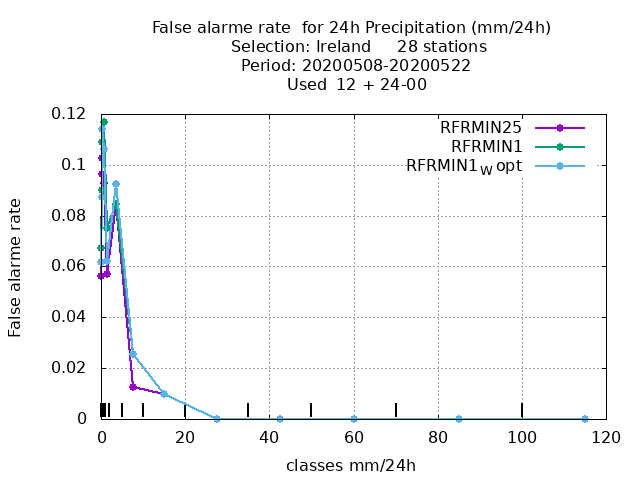 False alarme rate  for 24h Precipitation (mm/24h)
Selection: Ireland     28 stations
Period: 20200508-20200522
Used  12 + 24-00
RFRMIN25
RFRMIN1
RFRMIN1W opt
False alarme rate
0.12
0.1
0.08
0.06
0.04
0.02
0
0 20 40 60 80 100 120
classes mm/24h